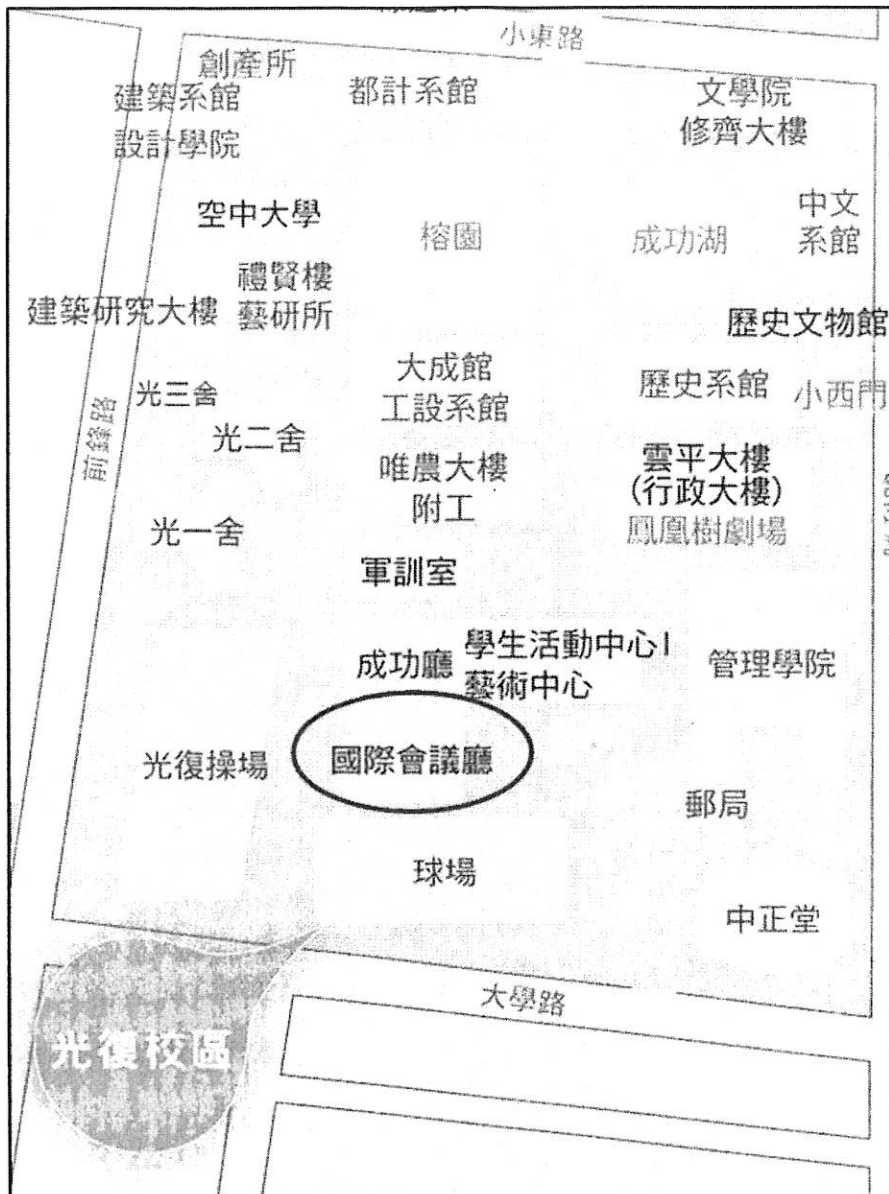 小東路
創產所
建築系館
設計學院
都計系館
文學院
修齊大樓
空中大學
榕園
成功湖
中文
系館
禮賢樓
藝研所
建築研究大樓
歷史文物館
大成館
工設系館
歷史系館
小西門
光三舍
前鋒路
光二舍
唯農大樓
附工
雲平大樓
(行政大樓)
鳳凰樹劇場
光一舍
軍訓室
成功廳
學生活動中心I
藝術中心
管理學院
光復操場
國際會議廳
郵局
球場
中正堂
大學路
光復校區